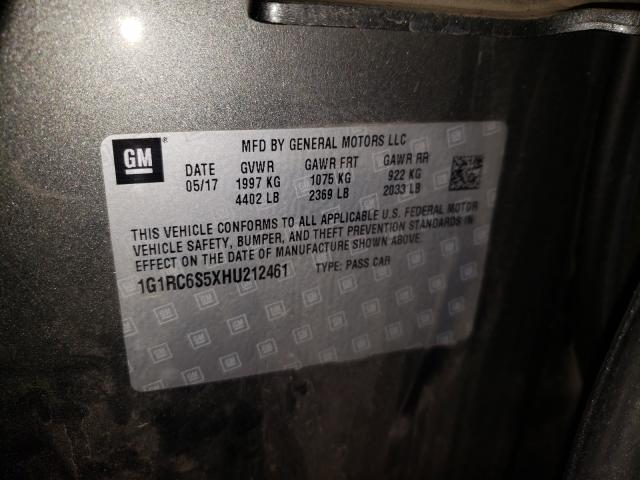 GM
MFD BY GENERAL MOTORS LLC
DATE GVWR GAWR FRT GAWR RR
05/17 1997 KG 1075 KG 922 KG
4402 LB 2369 LB 2033 LB
THIS VEHICLE CONFORMS TO ALL APPLICABLE U.S. FEDERAL MOTOR
VEHICLE SAFETY, BUMPER, AND THEFT PREVENTION STANDARDS IN
EFFECT ON THE DATE OF MANUFACTURE SHOWN ABOVE.
1G1RC6S5XHU212461 TYPE: PASS CAR